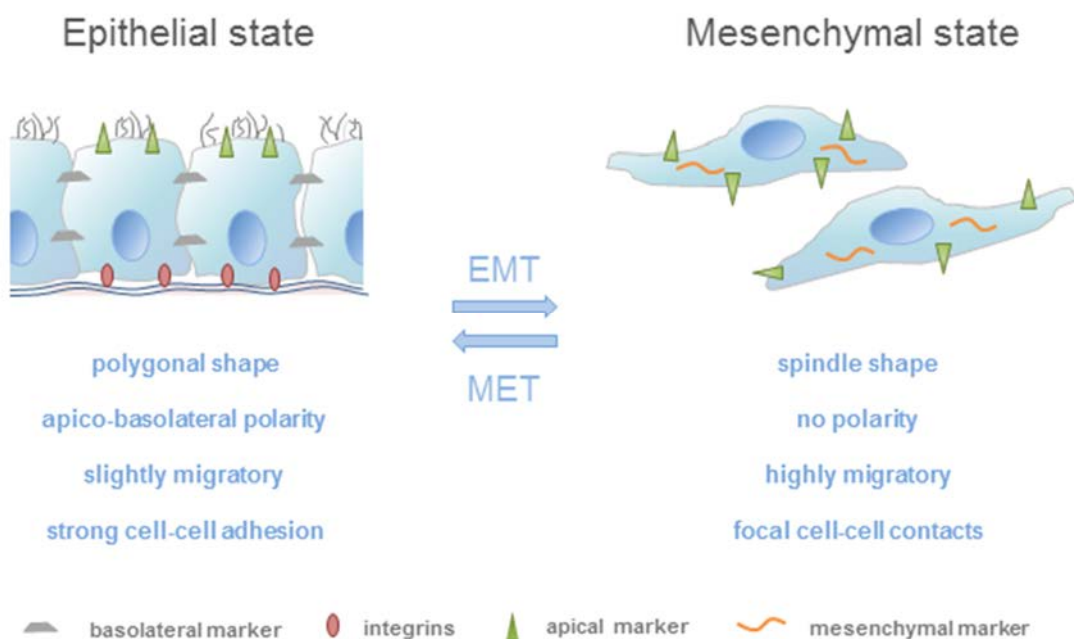 Epithelial state
Mesenchymal state
EMT
MET
polygonal shape
apico-basolateral polarity
slightly migratory
strong cell-cell adhesion
spindle shape
no polarity
highly migratory
focal cell-cell contacts
basolateral marker
integrins
apical marker
mesenchymal marker